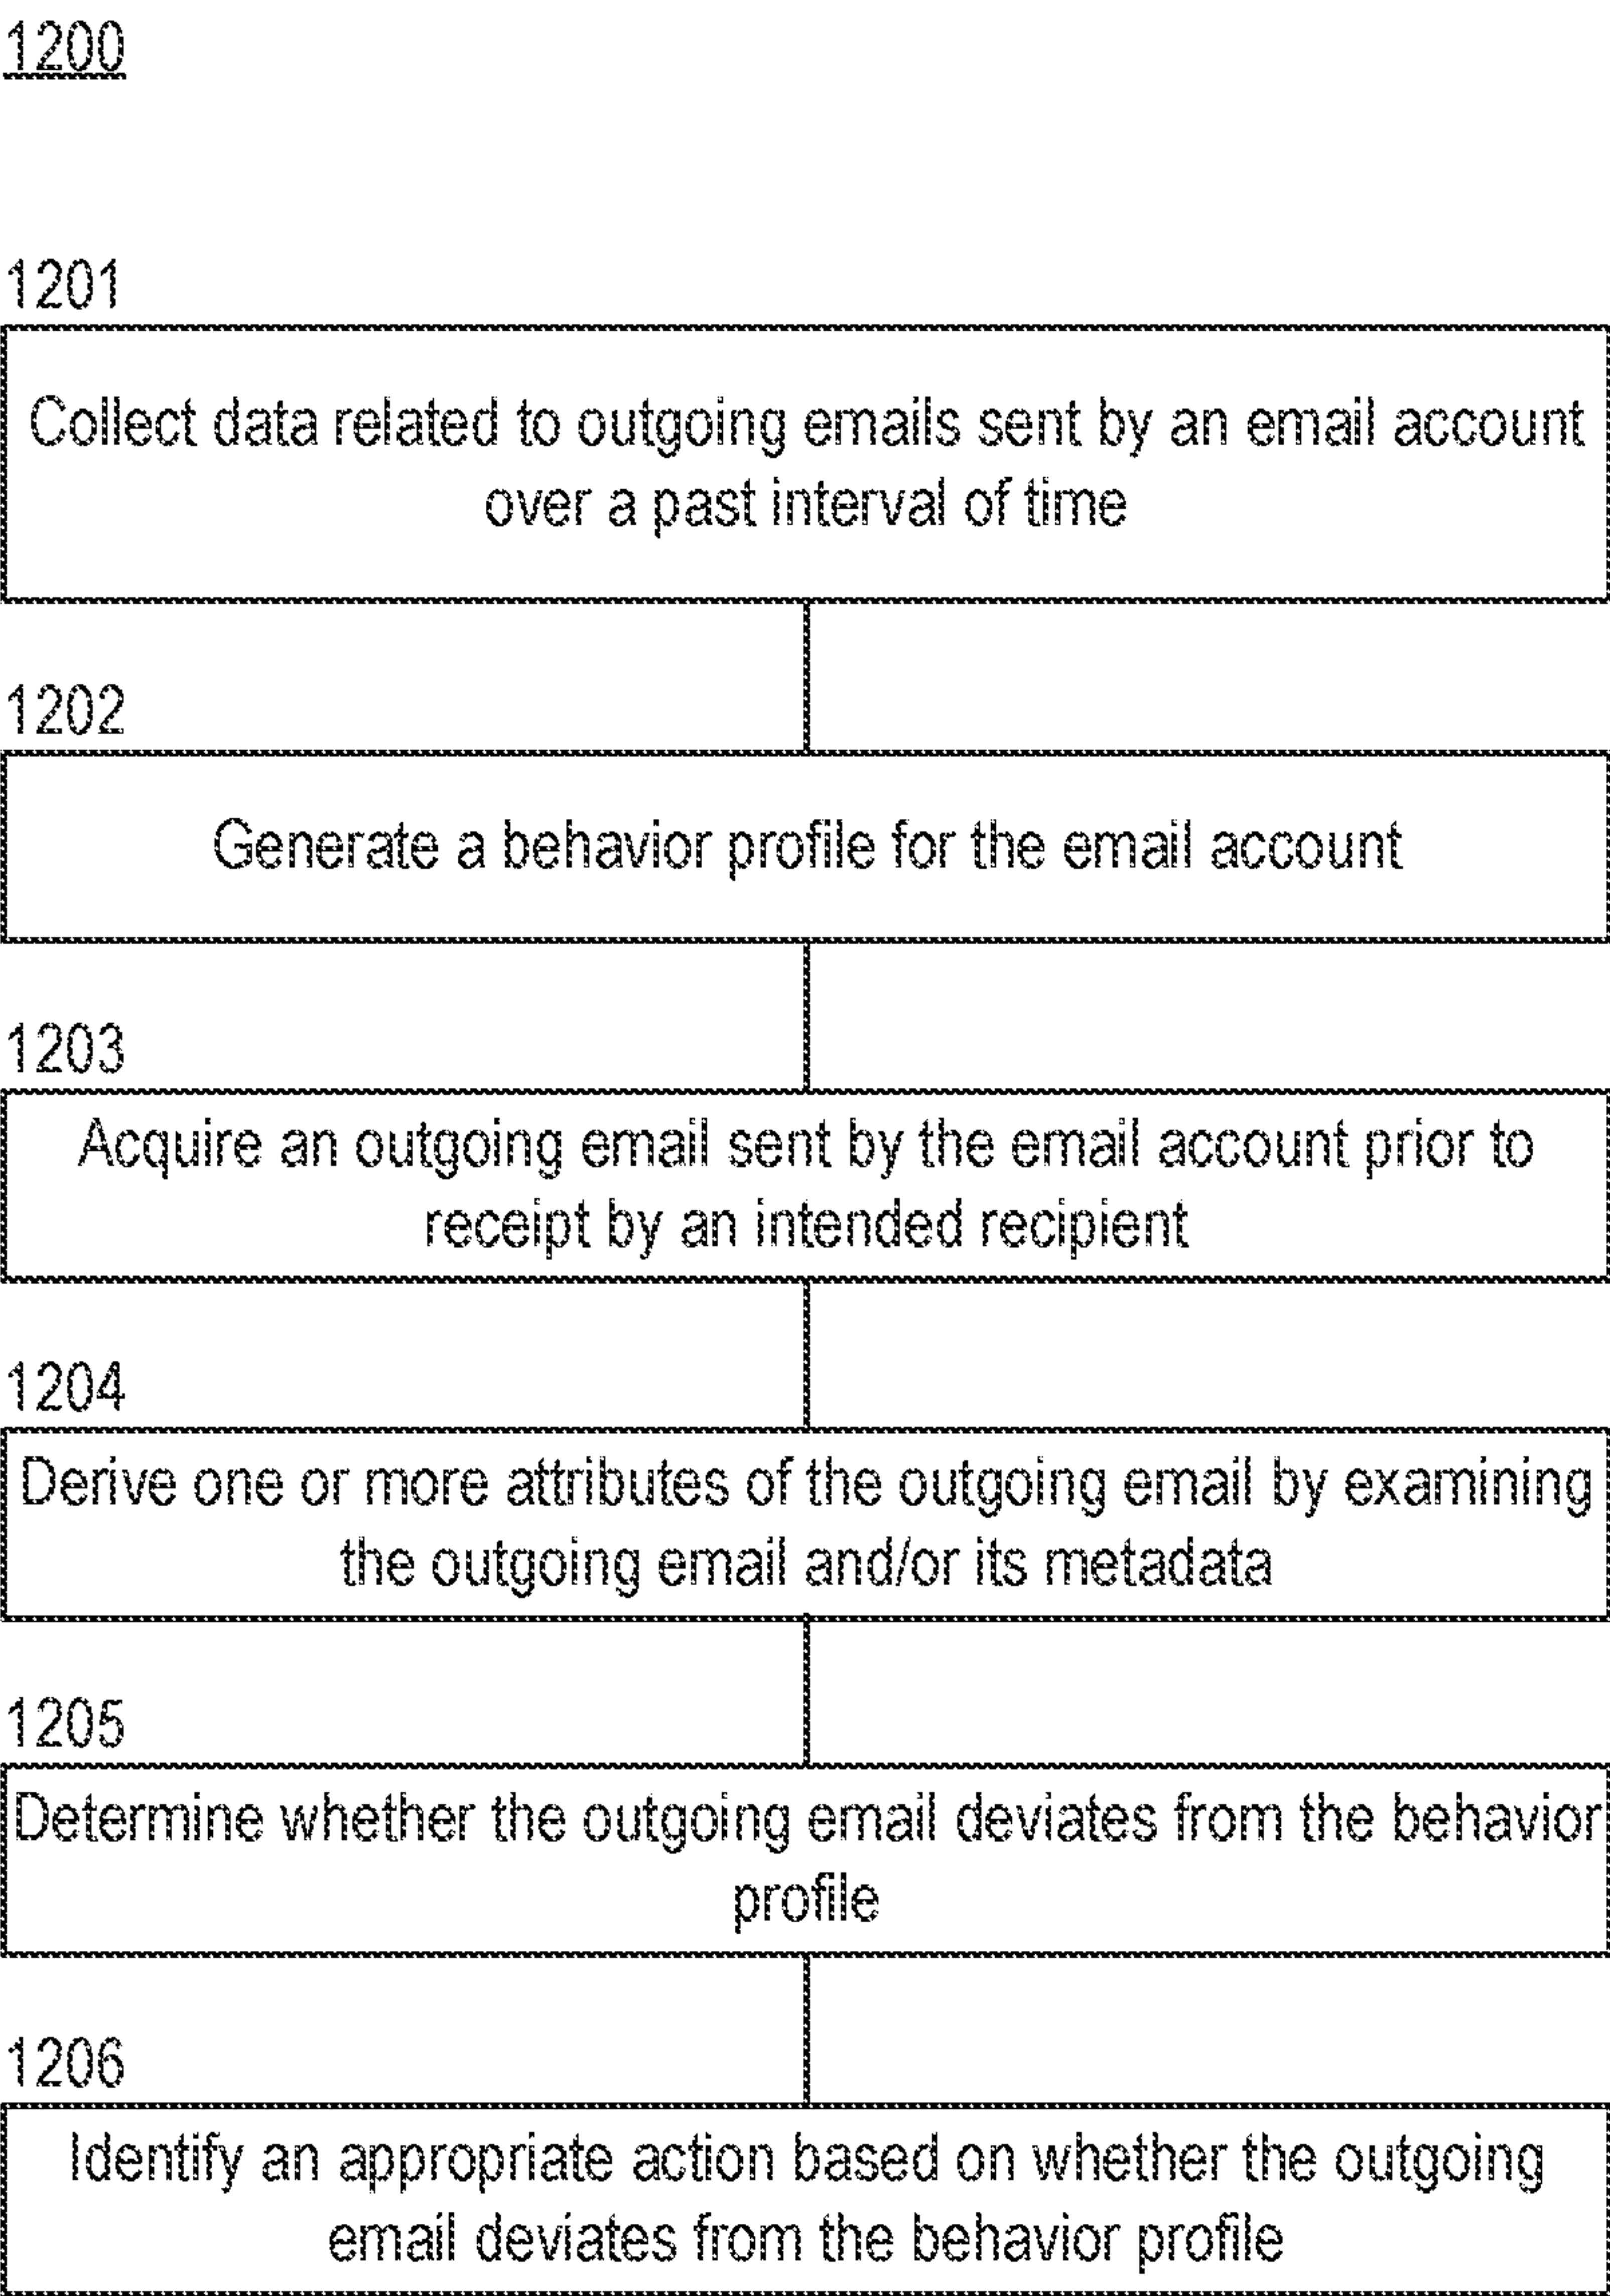 1200
1201
Collect data related to outgoing emails sent by an email account
over a past interval of time
1202
Generate a behavior profile for the email account
1203
Acquire an outgoing email sent by the email account prior to
receipt by an intended recipient
1204
Derive one or more attributes of the outgoing email by examining
the outgoing email and/or its metadata
1205
Determine whether the outgoing email deviates from the behavior
profile
1206
Identify an appropriate action based on whether the outgoing
email deviates from the behavior profile